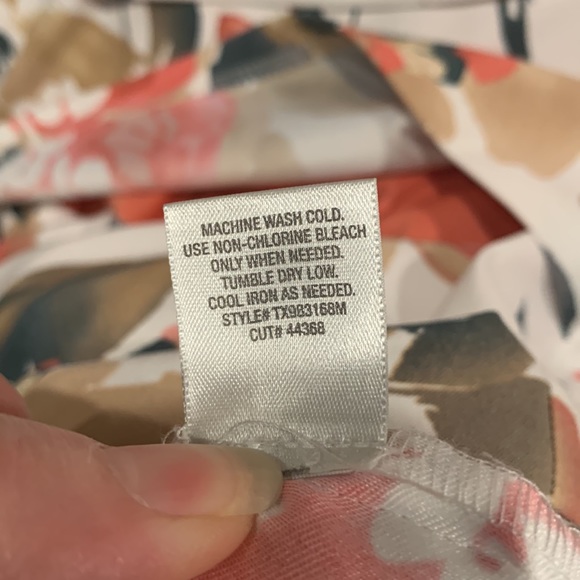 MACHINE WASH COLD.
USE NON-CHLORINE BLEACH
ONLY WHEN NEEDED.
TUMBLE DRY LOW.
COOL IRON AS NEEDED.
STYLE# TX983168M
CUT# 44368